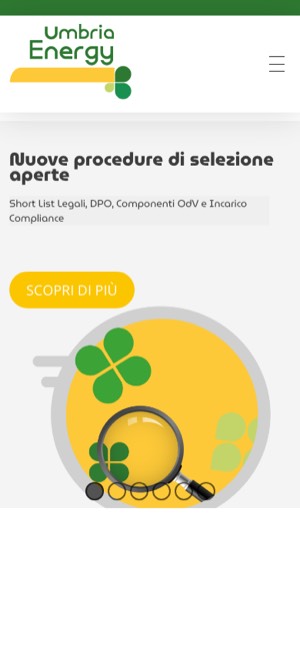 Umbria
Energy
Nuove procedure di selezione
aperte
Short List Legali, DPO, Componenti OdV e Incarico
Compliance
SCOPRI DI PIÙ